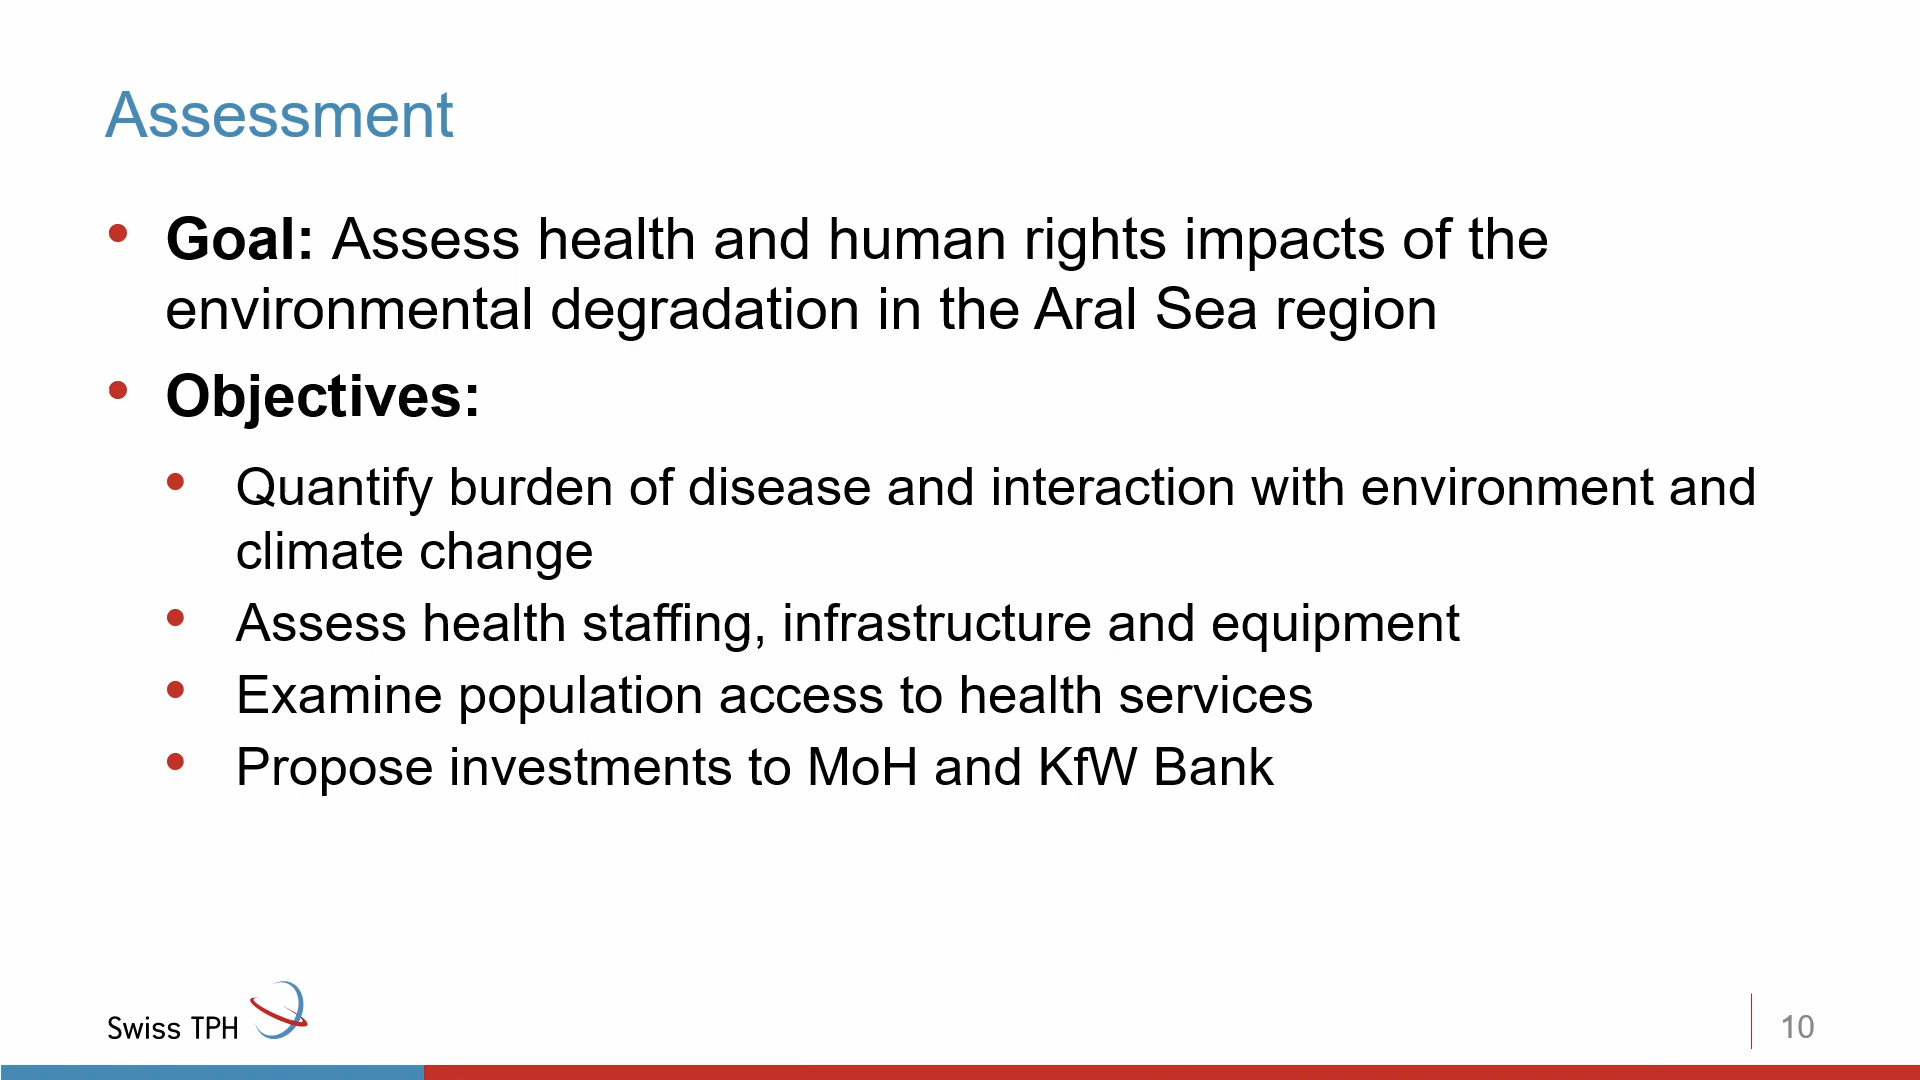 Assessment
• Goal: Assess health and human rights impacts of the
environmental degradation in the Aral Sea region
• Objectives:
• Quantify burden of disease and interaction with environment and
climate change
• Assess health staffing, infrastructure and equipment
• Examine population access to health services
• Propose investments to MoH and KfW Bank
Swiss TPH
10